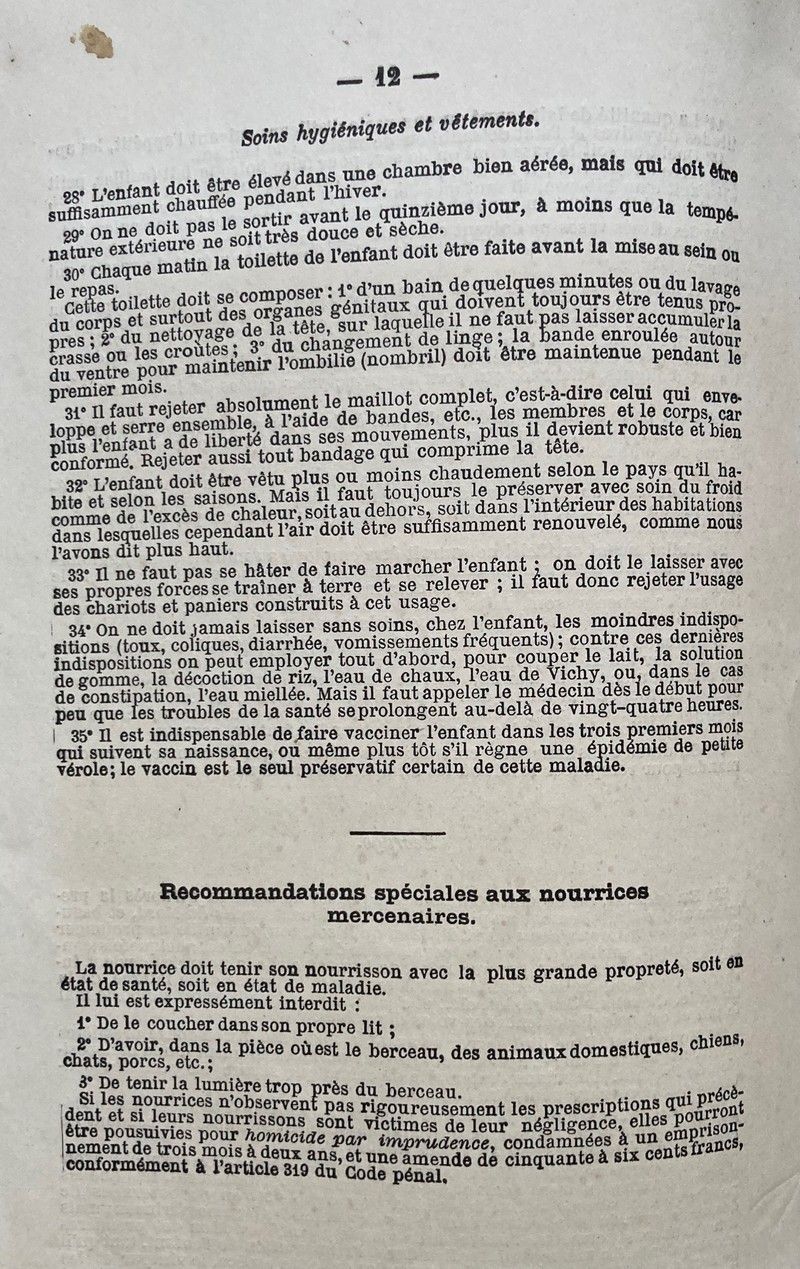 — 12 —
Soins hygiéniques et vêtements.
28° L'enfant doit être élevé dans une chambre bien aérée, mais qui doit être
suffisamment chauffée pendant l'hiver.
29° On ne doit pas le sortir avant le quinzième jour, à moins que la tempé-
nature extérieure ne soit très douce et sèche.
30° Chaque matin la toilette de l'enfant doit être faite avant la mise au sein ou
le repas.
Cette toilette doit se composer : 1° d'un bain de quelques minutes ou du lavage
du corps et surtout des organes génitaux qui doivent toujours être tenus pro-
pres ; 2° du nettoyage de la tête, sur laquelle il ne faut pas laisser accumuler la
crasse ou les croûtes ; 3° du changement de linge ; la bande enroulée autour
du ventre pour maintenir l'ombilie (nombril) doit être maintenue pendant le
premier mois.
31° Il faut rejeter absolument le maillot complet, c'est-à-dire celui qui enve-
loppe et serre ensemble, à l'aide de bandes, etc., les membres et le corps, car
plus l'enfant a de liberté dans ses mouvements, plus il devient robuste et bien
conformé. Rejeter aussi tout bandage qui comprime la tête.
32° L'enfant doit être vêtu plus ou moins chaudement selon le pays qu'il ha-
bite et selon les saisons. Mais il faut toujours le préserver avec soin du froid
comme de l'excès de chaleur, soit au dehors, soit dans l'intérieur des habitations
dans lesquelles cependant l'air doit être suffisamment renouvelé, comme nous
l'avons dit plus haut.
33° Il ne faut pas se hâter de faire marcher l'enfant ; on doit le laisser avec
ses propres forces se traîner à terre et se relever ; il faut donc rejeter l'usage
des chariots et paniers construits à cet usage.
34° On ne doit jamais laisser sans soins, chez l'enfant, les moindres indispo-
sitions (toux, coliques, diarrhée, vomissements fréquents) ; contre ces dernières
indispositions on peut employer tout d'abord, pour couper le lait, la solution
de gomme, la décoction de riz, l'eau de chaux, l'eau de Vichy, ou, dans le cas
de constipation, l'eau miellée. Mais il faut appeler le médecin dès le début pour
peu que les troubles de la santé se prolongent au-delà de vingt-quatre heures.
35° Il est indispensable de faire vacciner l'enfant dans les trois premiers mois
qui suivent sa naissance, ou même plus tôt s'il règne une épidémie de petite
vérole; le vaccin est le seul préservatif certain de cette maladie.
Recommandations spéciales aux nourrices
mercenaires.
La nourrice doit tenir son nourrisson avec la plus grande propreté, soit en
état de santé, soit en état de maladie.
Il lui est expressément interdit :
1° De le coucher dans son propre lit ;
2° D'avoir, dans la pièce où est le berceau, des animaux domestiques, chiens,
chats, porcs, etc. ;
3° De tenir la lumière trop près du berceau.
Si les nourrices n'observent pas rigoureusement les prescriptions qui précè-
dent et si leurs nourrissons sont victimes de leur négligence, elles pourront
être pousuivies pour homicide par imprudence, condamnées à un emprison-
nement de trois mois à deux ans, et une amende de cinquante à six cents francs,
conformément à l'article 319 du Code pénal.